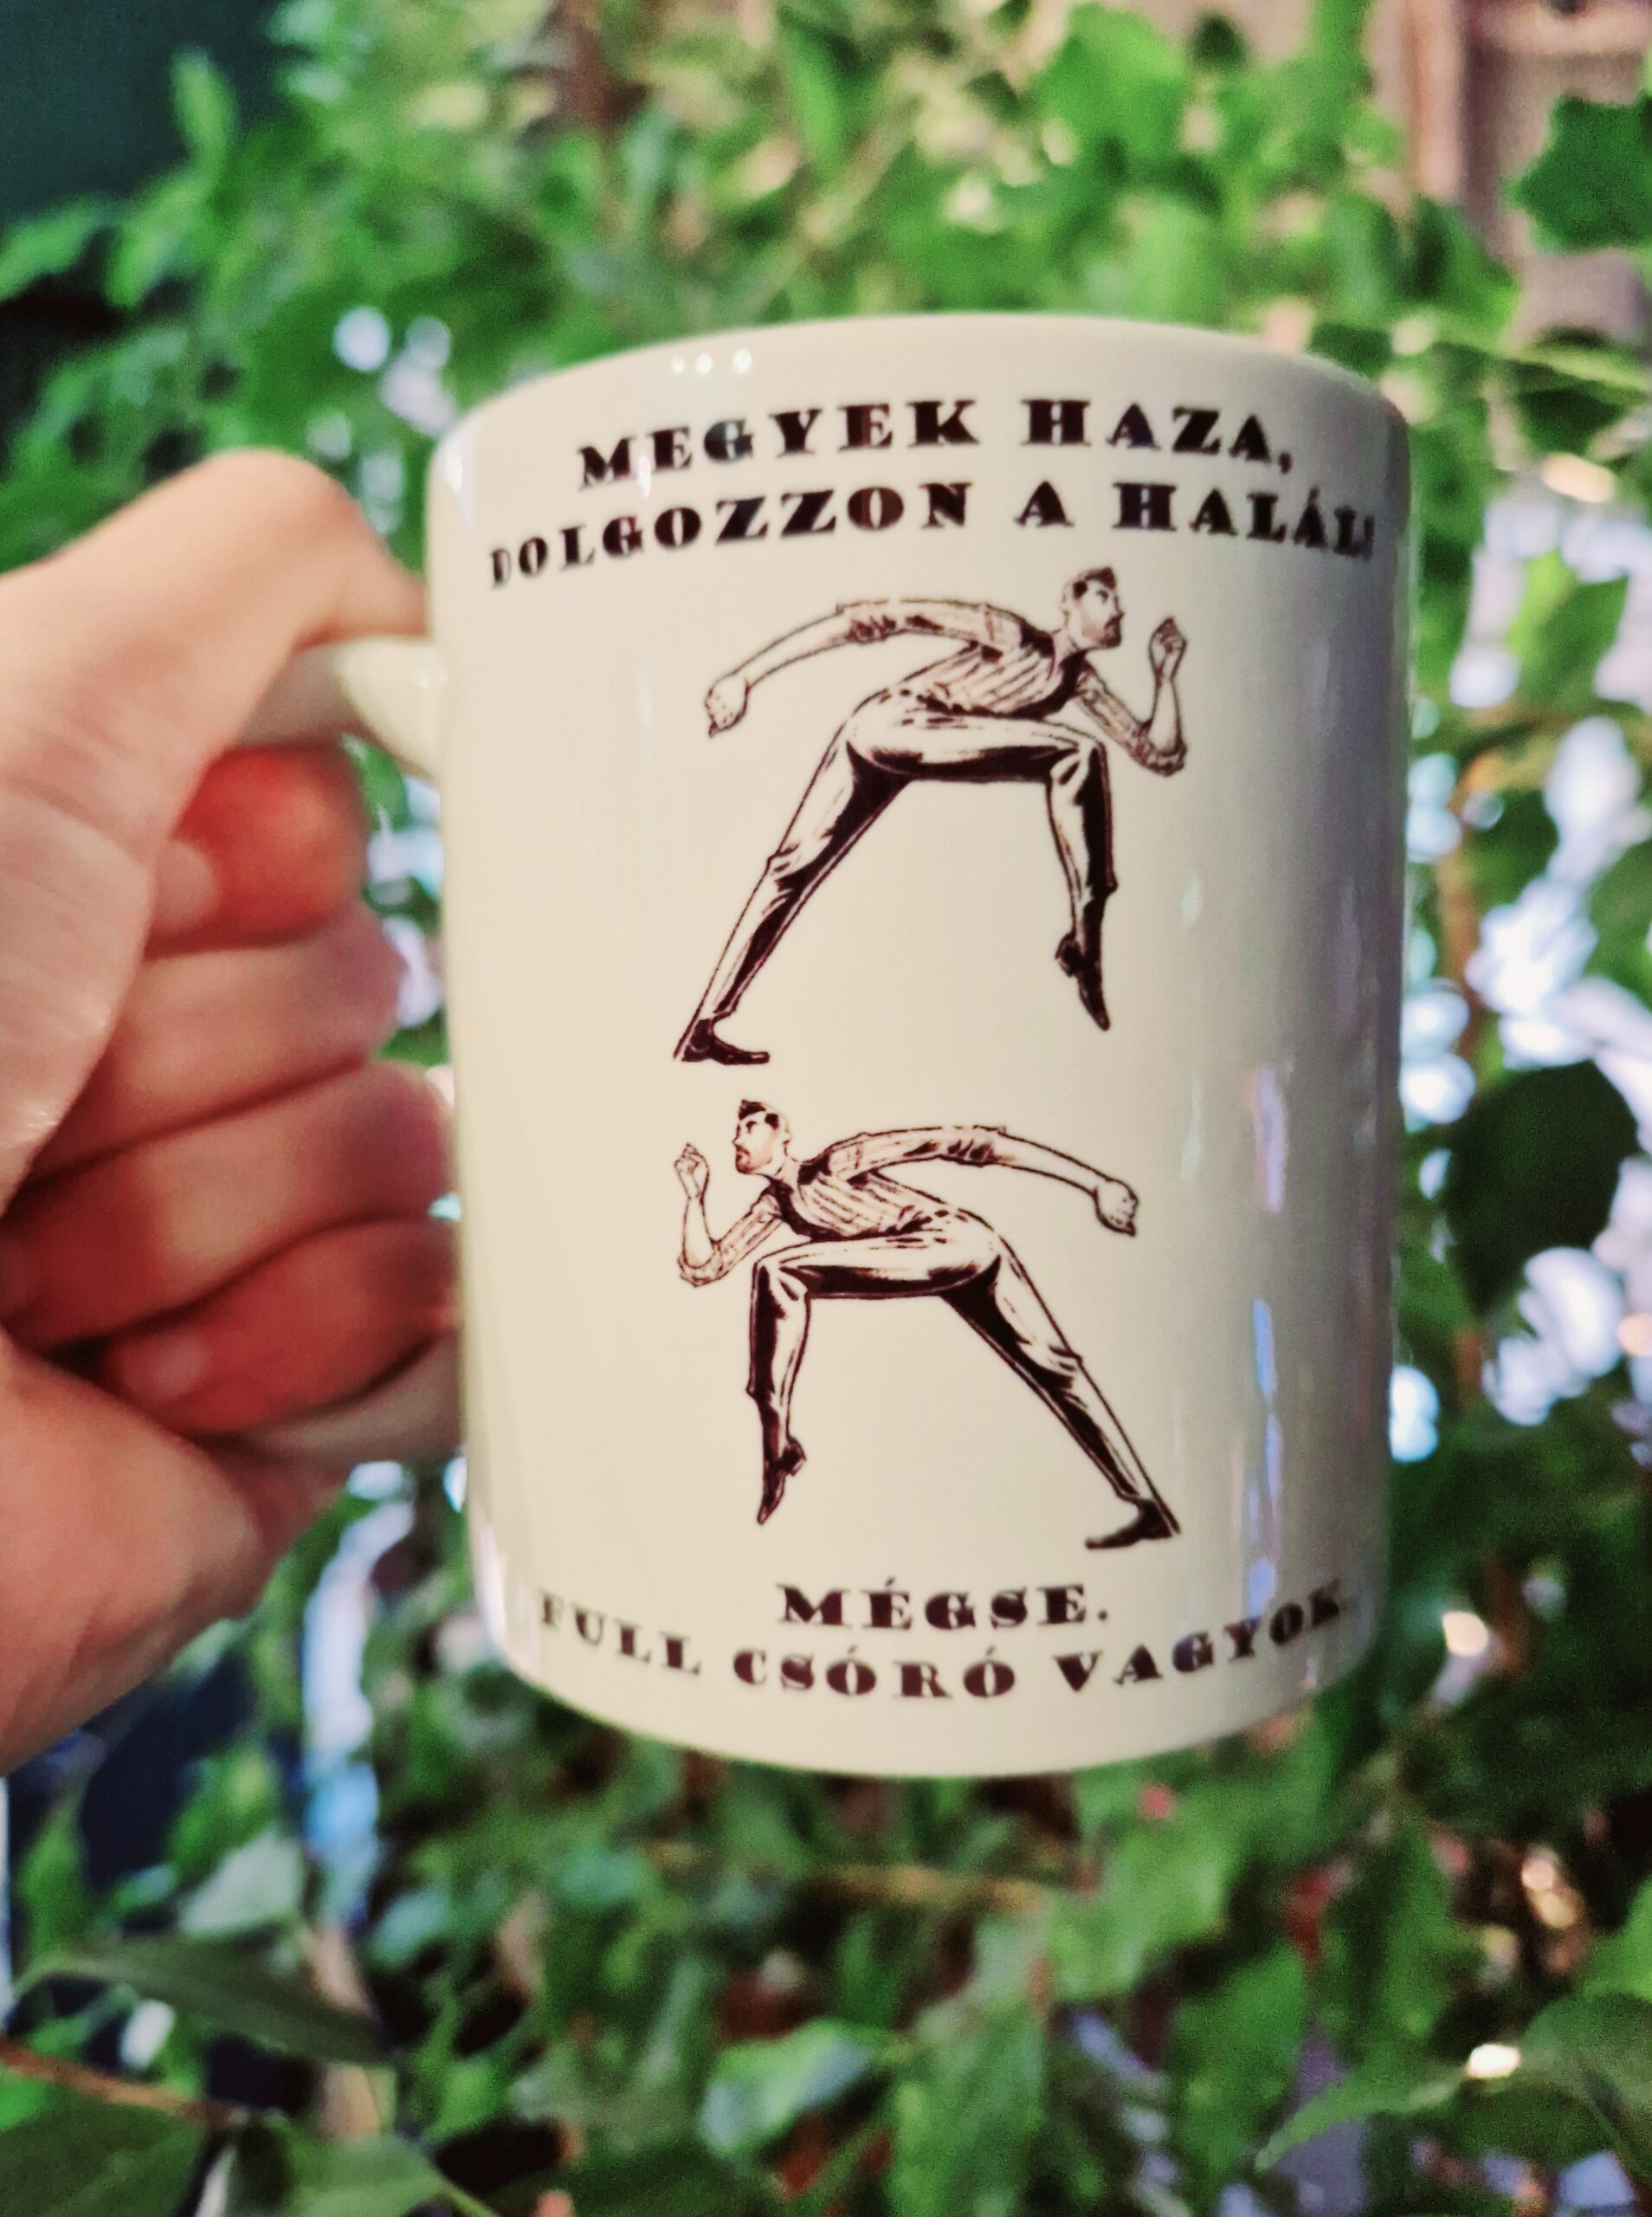 MEGYEK HAZA,
DOLGOZZON A HALÁL!
MÉGSE.
FULL CSÓRÓ VAGYOK.